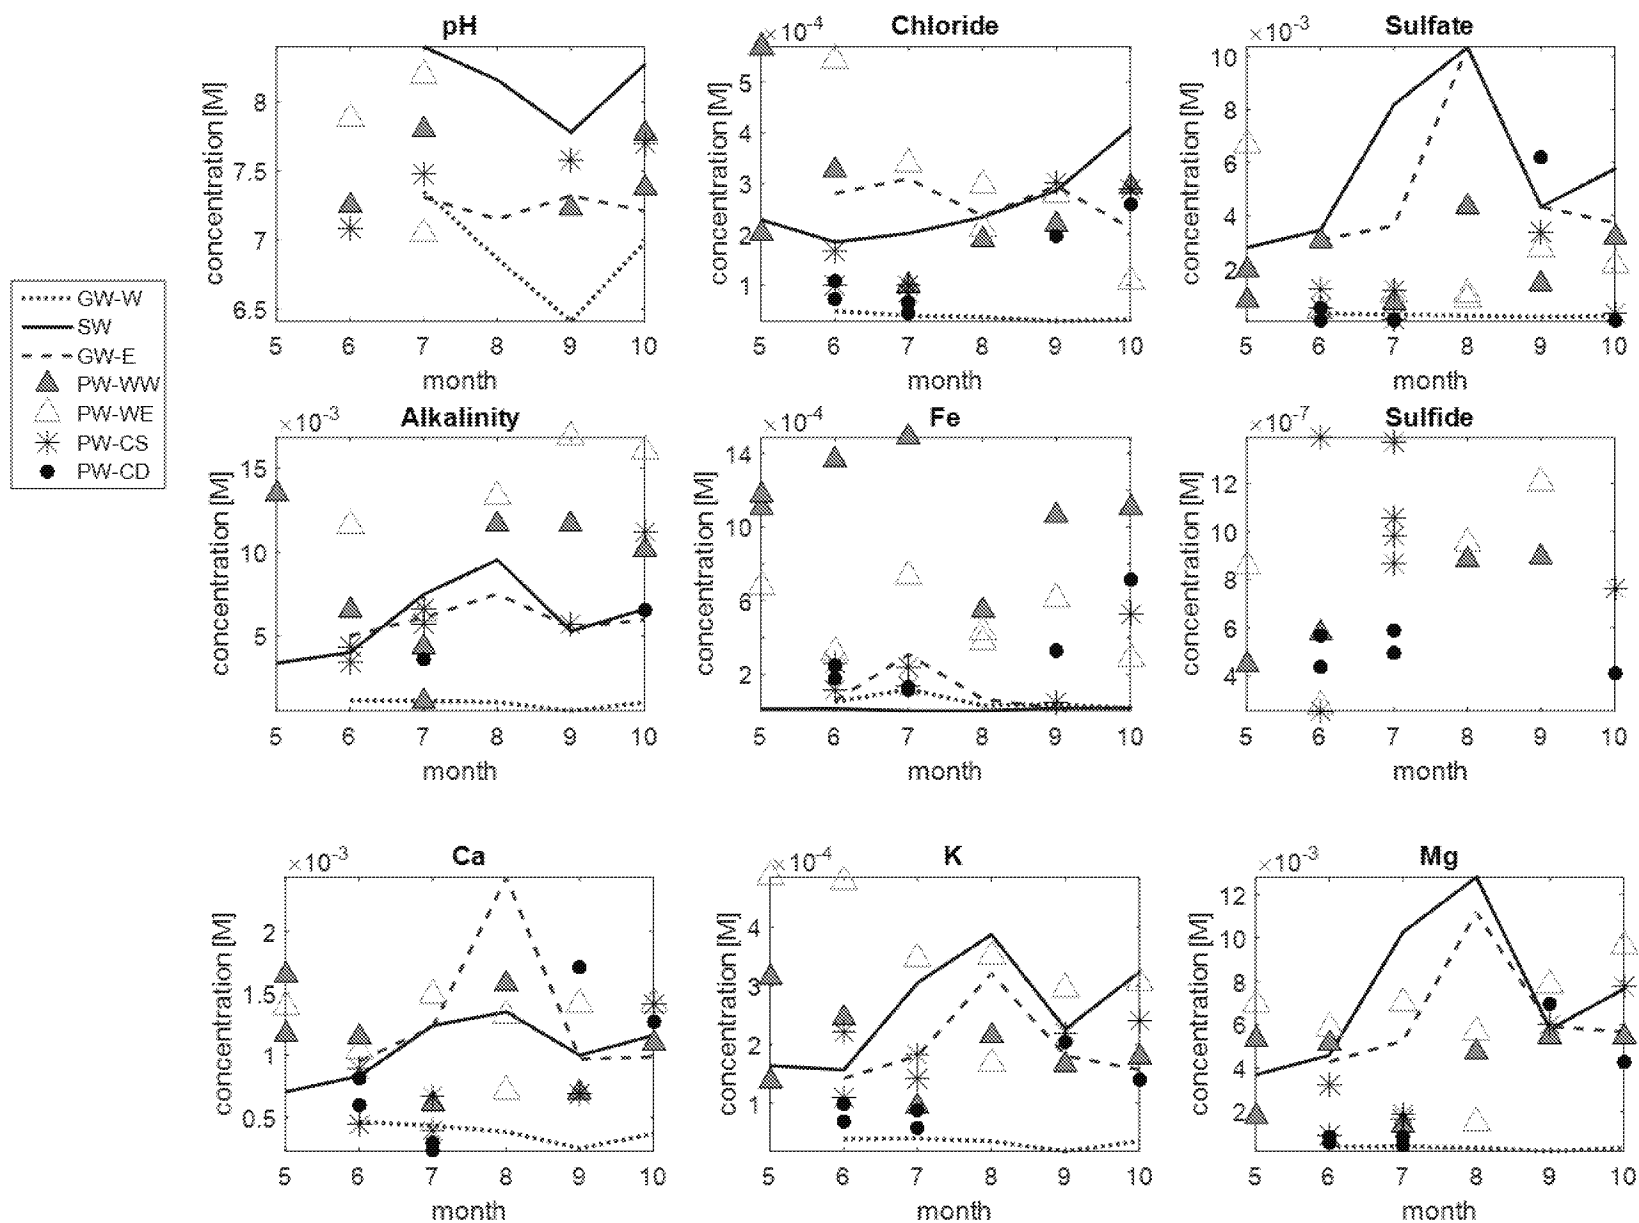 pH
×10-4 Chloride
×10-3 Sulfate
concentration [M]
8
7.5
7
6.5
5 6 7 8 9 10
month
concentration [M]
5
4
3
2
1
5 6 7 8 9 10
month
concentration [M]
10
8
6
4
2
5 6 7 8 9 10
month
GW-W
SW
GW-E
PW-WW
PW-WE
PW-CS
PW-CD
×10-3 Alkalinity
×10-4 Fe
×10-7 Sulfide
concentration [M]
15
10
5
5 6 7 8 9 10
month
concentration [M]
14
10
6
2
5 6 7 8 9 10
month
concentration [M]
12
10
8
6
4
5 6 7 8 9 10
month
×10-3 Ca
×10-4 K
×10-3 Mg
concentration [M]
2
1.5
1
0.5
5 6 7 8 9 10
month
concentration [M]
4
3
2
1
5 6 7 8 9 10
month
concentration [M]
12
10
8
6
4
2
5 6 7 8 9 10
month